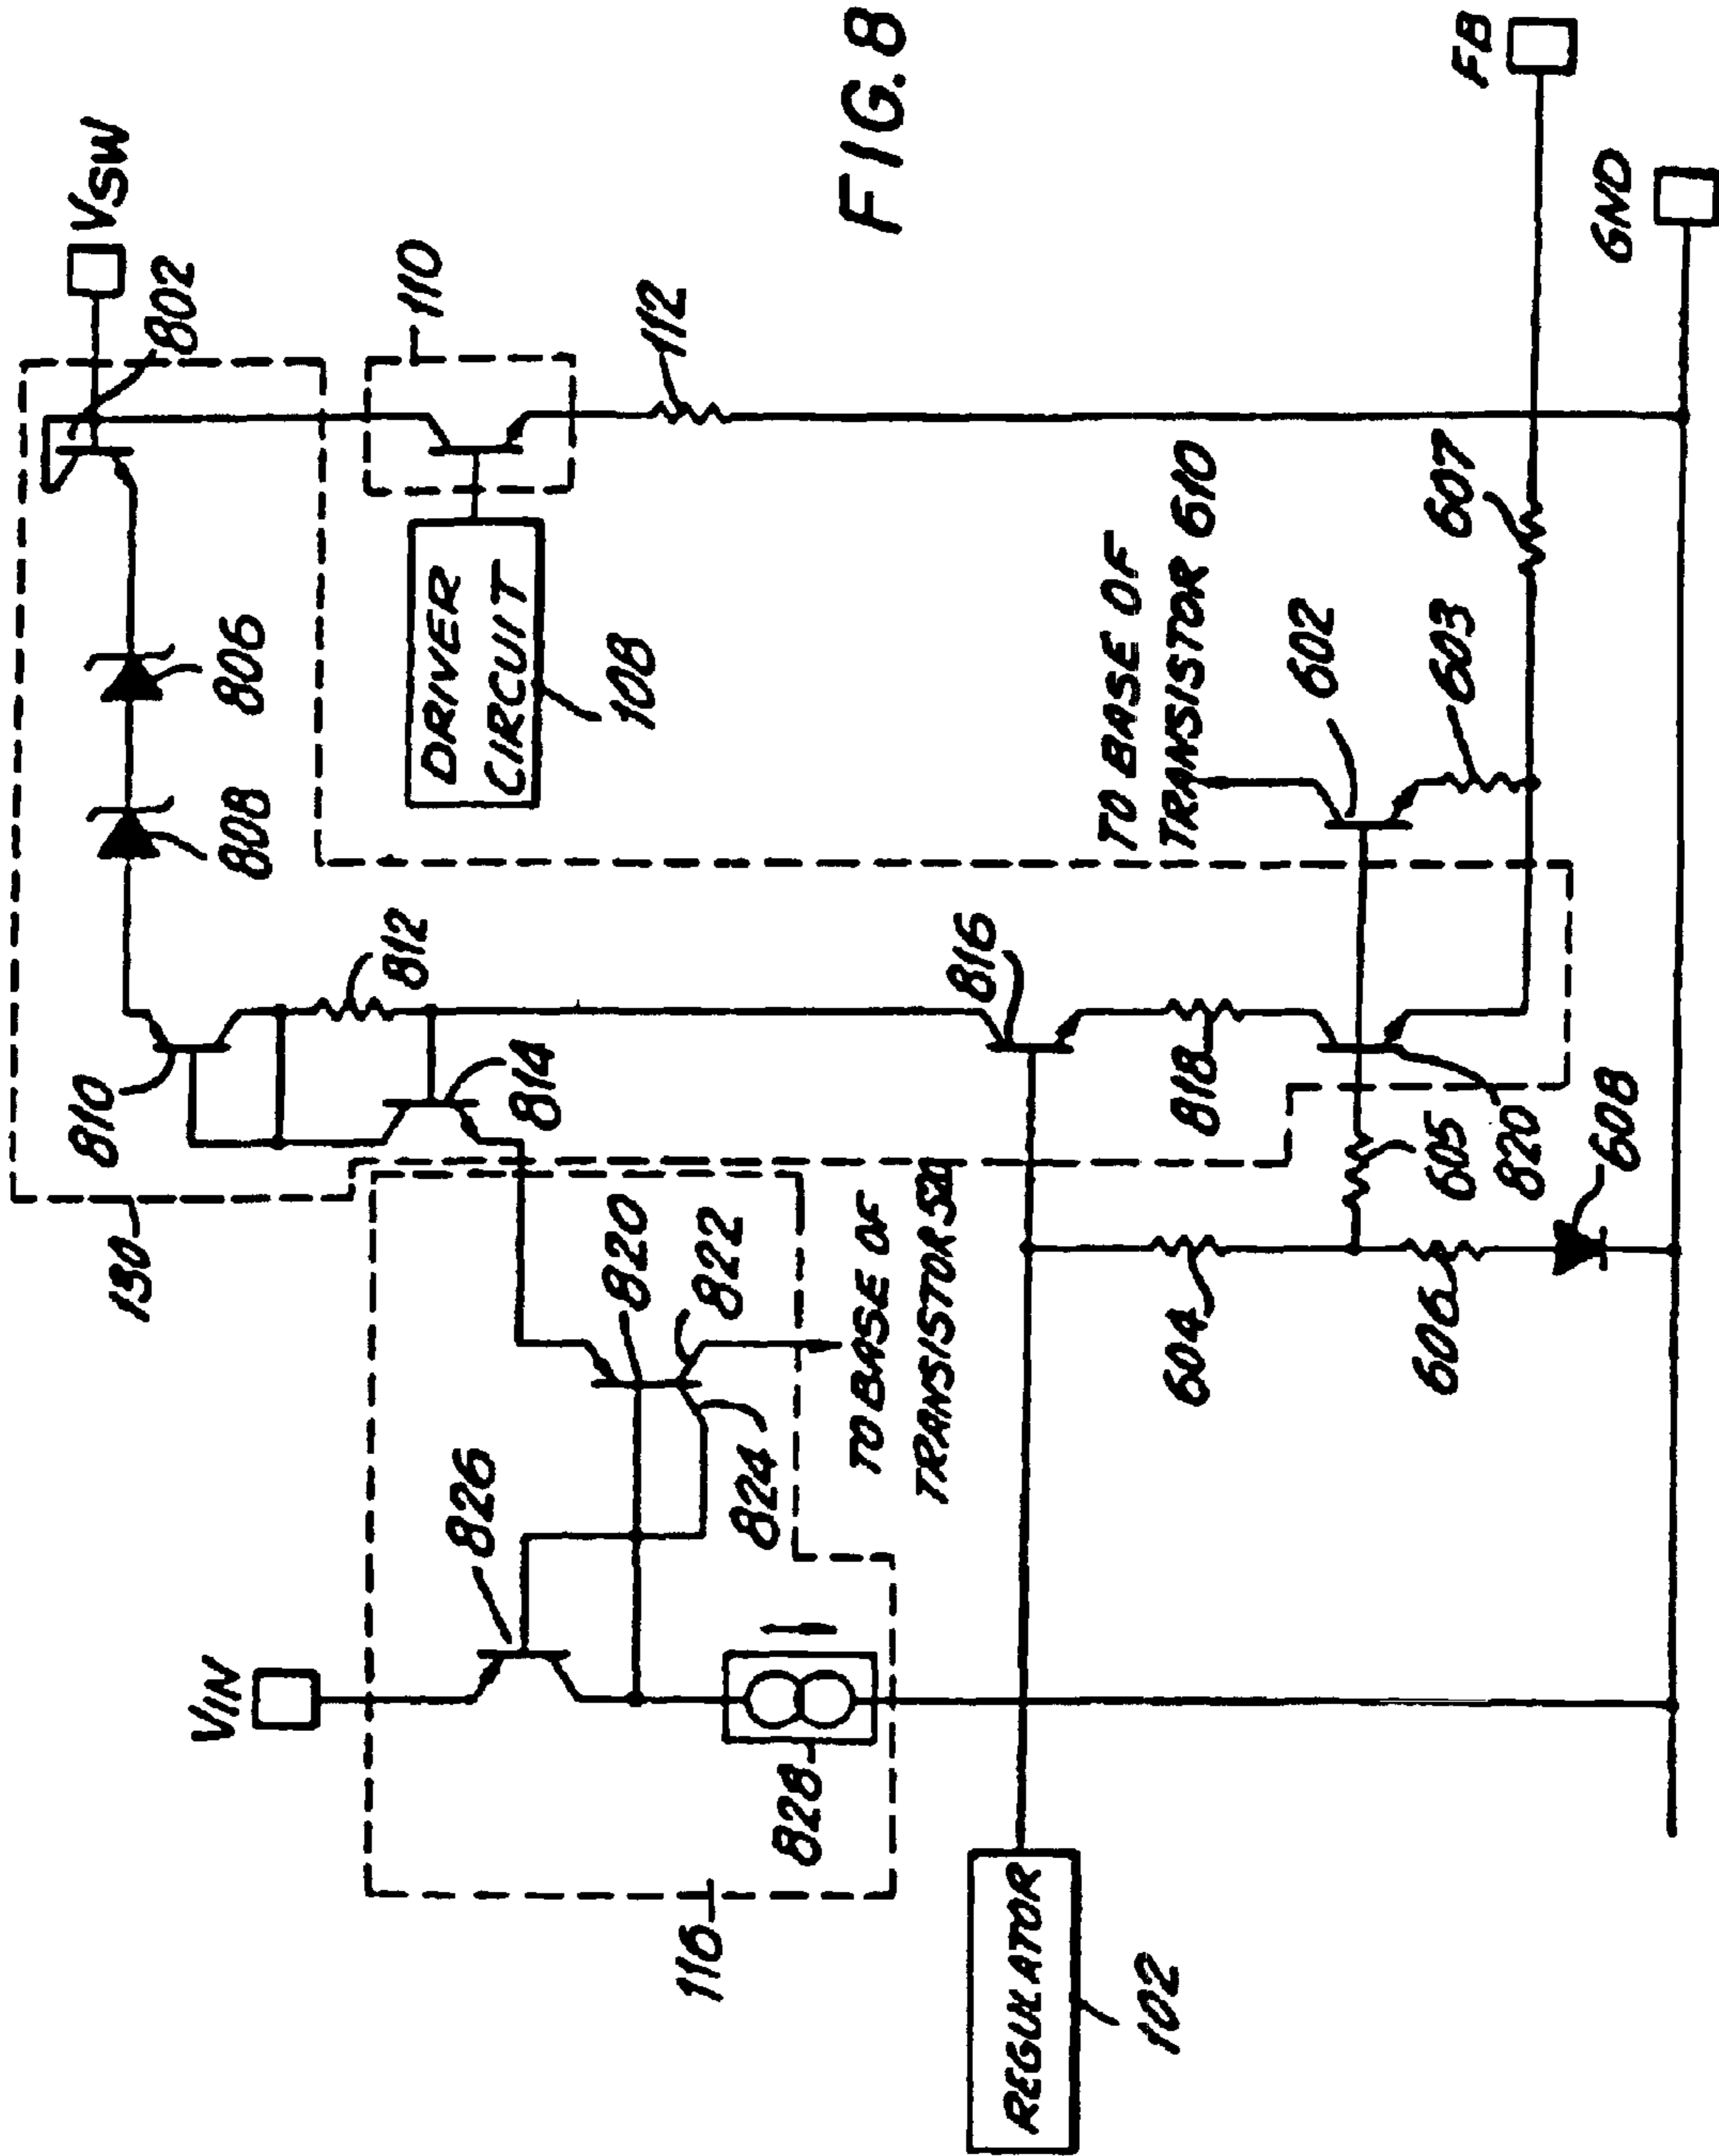 Vsw
810
130
802
808
806
VIN
812
110
DRIVER
CIRCUIT
826
814
820
108
112
116
822
824
828
FIG. 8
TO BASE OF
TRANSISTOR
816
REGULATOR
TO BASE OF
TRANSISTOR 610
102
604
818
602
606
605
603
607
FB
820
608
GND